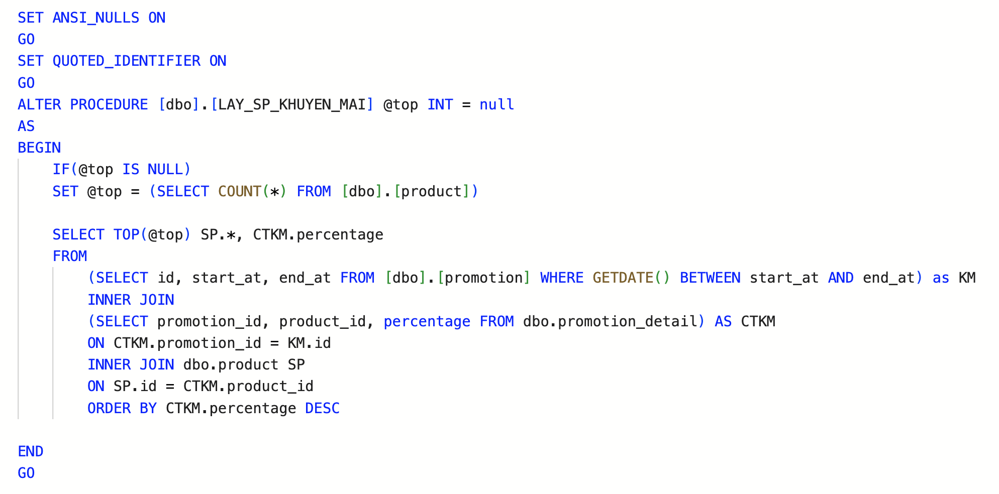 SET ANSI_NULLS ON
GO
SET QUOTED_IDENTIFIER ON
GO
ALTER PROCEDURE [dbo].[LAY_SP_KHUYEN_MAI] @top INT = null
AS
BEGIN
    IF(@top IS NULL)
    SET @top = (SELECT COUNT(*) FROM [dbo].[product])

    SELECT TOP(@top) SP.*, CTKM.percentage
    FROM
        (SELECT id, start_at, end_at FROM [dbo].[promotion] WHERE GETDATE() BETWEEN start_at AND end_at) as KM
        INNER JOIN
        (SELECT promotion_id, product_id, percentage FROM dbo.promotion_detail) AS CTKM
        ON CTKM.promotion_id = KM.id
        INNER JOIN dbo.product SP
        ON SP.id = CTKM.product_id
        ORDER BY CTKM.percentage DESC

END
GO